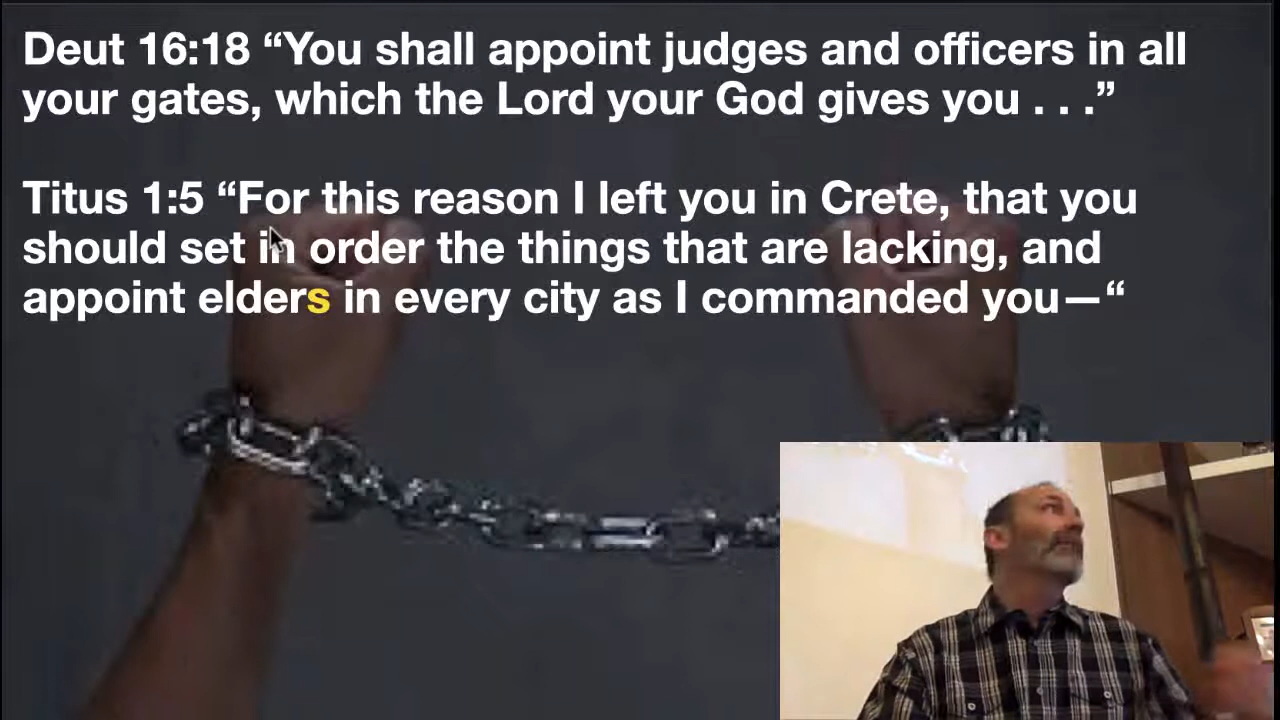 Deut 16:18 “You shall appoint judges and officers in all
your gates, which the Lord your God gives you . . .”
Titus 1:5 “For this reason I left you in Crete, that you
should set in order the things that are lacking, and
appoint elders in every city as I commanded you—“